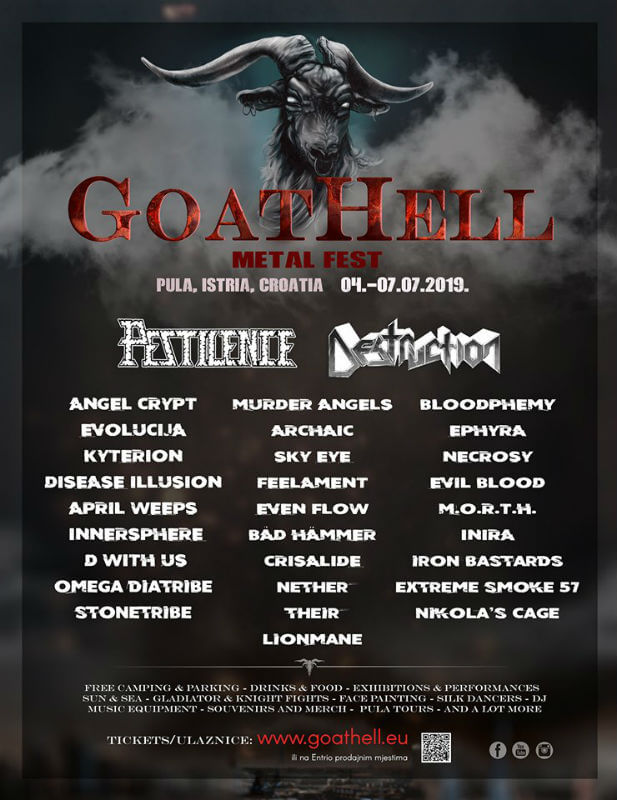 GOATHELL
METAL FEST
PULA, ISTRIA, CROATIA 04.-07.07.2019.
PESTILENCE DESTRUCTION
ANGEL CRYPT MURDER ANGELS BLOODPHEMY
EVOLUCIJA ARCHAIC EPHYRA
KYTERION SKY EYE NECROSY
DISEASE ILLUSION FEELAMENT EVIL BLOOD
APRIL WEEPS EVEN FLOW M.O.R.T.H.
INNERSPHERE BÄD HÄMMER INIRA
D WITH US CRISALIDE IRON BASTARDS
OMEGA DIATRIBE NETHER EXTREME SMOKE 57
STONETRIBE THEIR NIKOLA'S CAGE
LIONMANE
FREE CAMPING & PARKING - DRINKS & FOOD - EXHIBITIONS & PERFORMANCES
SUN & SEA - GLADIATOR & KNIGHT FIGHTS - FACE PAINTING - SILK DANCERS - DJ
MUSIC EQUIPMENT - SOUVENIRS AND MERCH - PULA TOURS - AND A LOT MORE
TICKETS/ULAZNICE: www.goathell.eu
ili na Entrio prodajnim mjestima